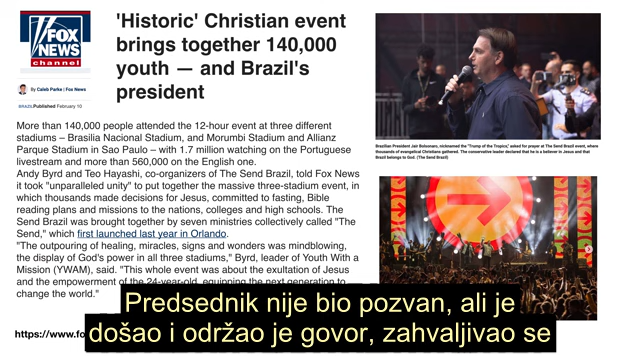 FOX
NEWS
channel
By Caleb Parke | Fox News
BRAZIL Published February 10
'Historic' Christian event
brings together 140,000
youth — and Brazil's
president
More than 140,000 people attended the 12-hour event at three different
stadiums – Brasilia Nacional Stadium, and Morumbi Stadium and Allianz
Parque Stadium in Sao Paulo – with 1.7 million watching on the Portuguese
livestream and more than 560,000 on the English one.
Andy Byrd and Teo Hayashi, co-organizers of The Send Brazil, told Fox News
it took "unparalleled unity" to put together the massive three-stadium event, in
which thousands made decisions for Jesus, committed to fasting, Bible
reading plans and missions to the nations, colleges and high schools. The
Send Brazil was brought together by seven ministries collectively called "The
Send," which first launched last year in Orlando.
"The outpouring of healing, miracles, signs and wonders was mindblowing,
the display of God's power in all three stadiums," Byrd, leader of Youth With a
Mission (YWAM), said. "This whole event was about the exultation of Jesus
and the empowerment of the 24-year-old, equipping the next generation to
change the world."
Brazilian President Jair Bolsonaro, nicknamed the "Trump of the Tropics," asked for prayer at The Send Brazil event, where
thousands of evangelical Christians gathered. The conservative leader declared that he is a believer in Jesus and that
Brazil belongs to God. (The Send)
https://www.fo
Predsednik nije bio pozvan, ali je
došao i održao je govor, zahvaljivao se